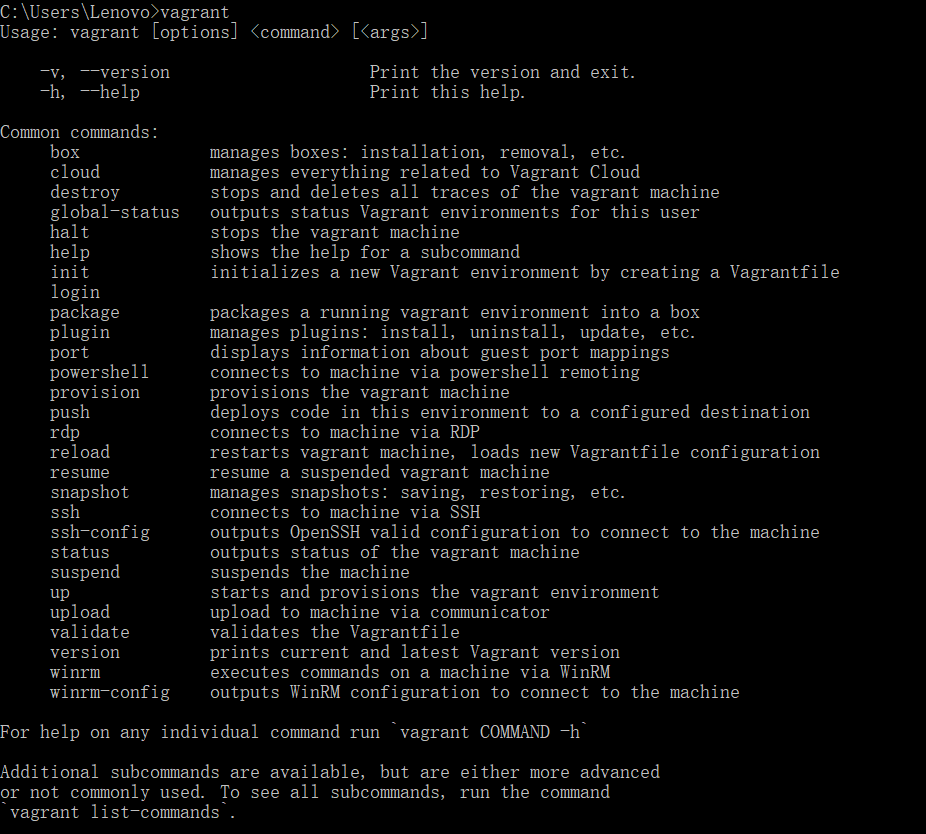 C:\Users\Lenovo>vagrant
Usage: vagrant [options] <command> [<args>]
-v, --version Print the version and exit.
-h, --help Print this help.
Common commands:
box manages boxes: installation, removal, etc.
cloud manages everything related to Vagrant Cloud
destroy stops and deletes all traces of the vagrant machine
global-status outputs status Vagrant environments for this user
halt stops the vagrant machine
help shows the help for a subcommand
init initializes a new Vagrant environment by creating a Vagrantfile
login
package packages a running vagrant environment into a box
plugin manages plugins: install, uninstall, update, etc.
port displays information about guest port mappings
powershell connects to machine via powershell remoting
provision provisions the vagrant machine
push deploys code in this environment to a configured destination
rdp connects to machine via RDP
reload restarts vagrant machine, loads new Vagrantfile configuration
resume resume a suspended vagrant machine
snapshot manages snapshots: saving, restoring, etc.
ssh connects to machine via SSH
ssh-config outputs OpenSSH valid configuration to connect to the machine
status outputs status of the vagrant machine
suspend suspends the machine
up starts and provisions the vagrant environment
upload upload to machine via communicator
validate validates the Vagrantfile
version prints current and latest Vagrant version
winrm executes commands on a machine via WinRM
winrm-config outputs WinRM configuration to connect to the machine
For help on any individual command run `vagrant COMMAND -h`
Additional subcommands are available, but are either more advanced
or not commonly used. To see all subcommands, run the command
`vagrant list-commands`.